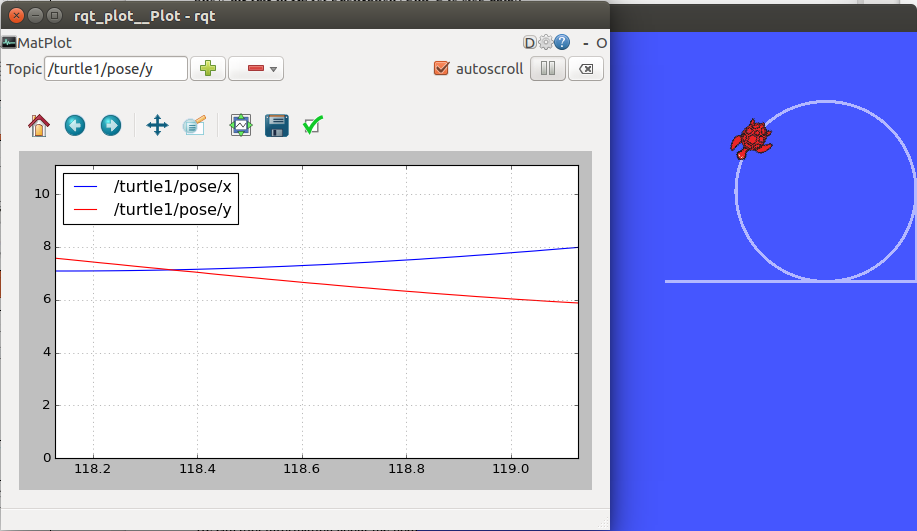 rqt_plot__Plot - rqt
MatPlot
D
- O
Topic /turtle1/pose/y
autoscroll
/turtle1/pose/x
/turtle1/pose/y
10
8
6
4
2
0
118.2 118.4 118.6 118.8 119.0